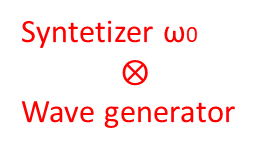 Syntetizer ω0
⊗
Wave generator